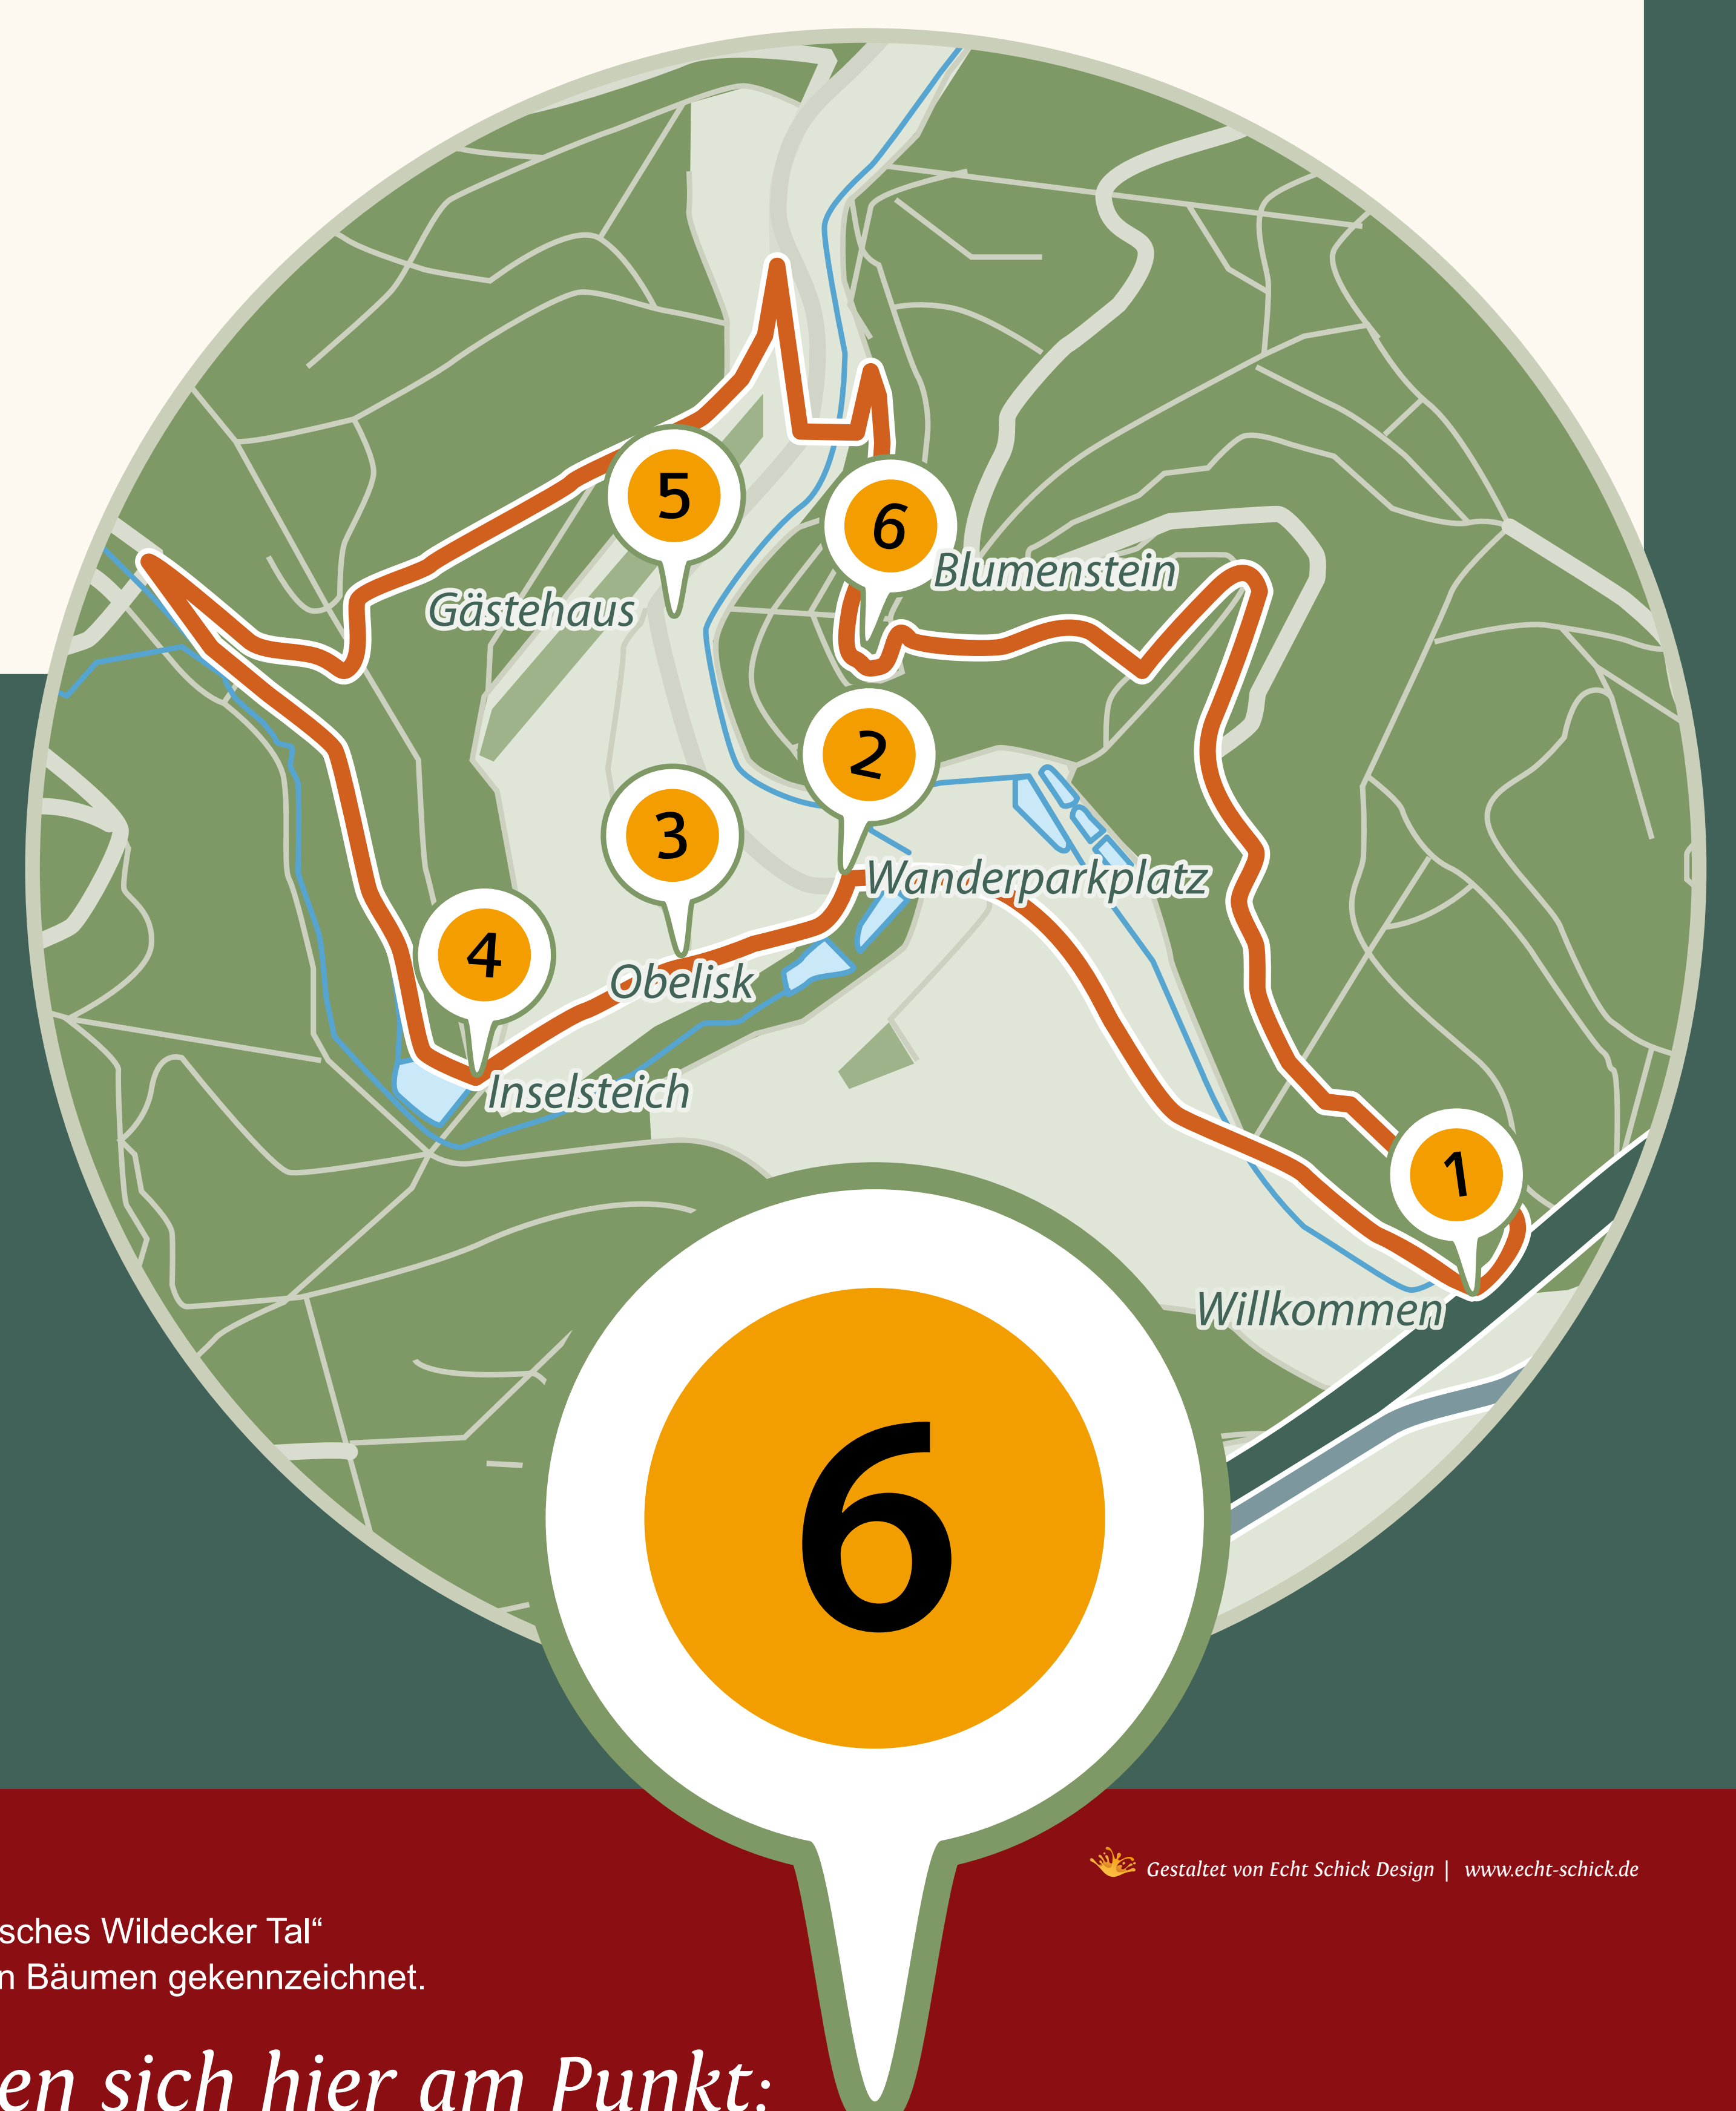 5
6
Blumenstein
Gästehaus
2
3
Wanderparkplatz
4
Obelisk
Inselsteich
1
Willkommen
6
Gestaltet von Echt Schick Design | www.echt-schick.de
sches Wildecker Tal“
n Bäumen gekennzeichnet.
en sich hier am Punkt: